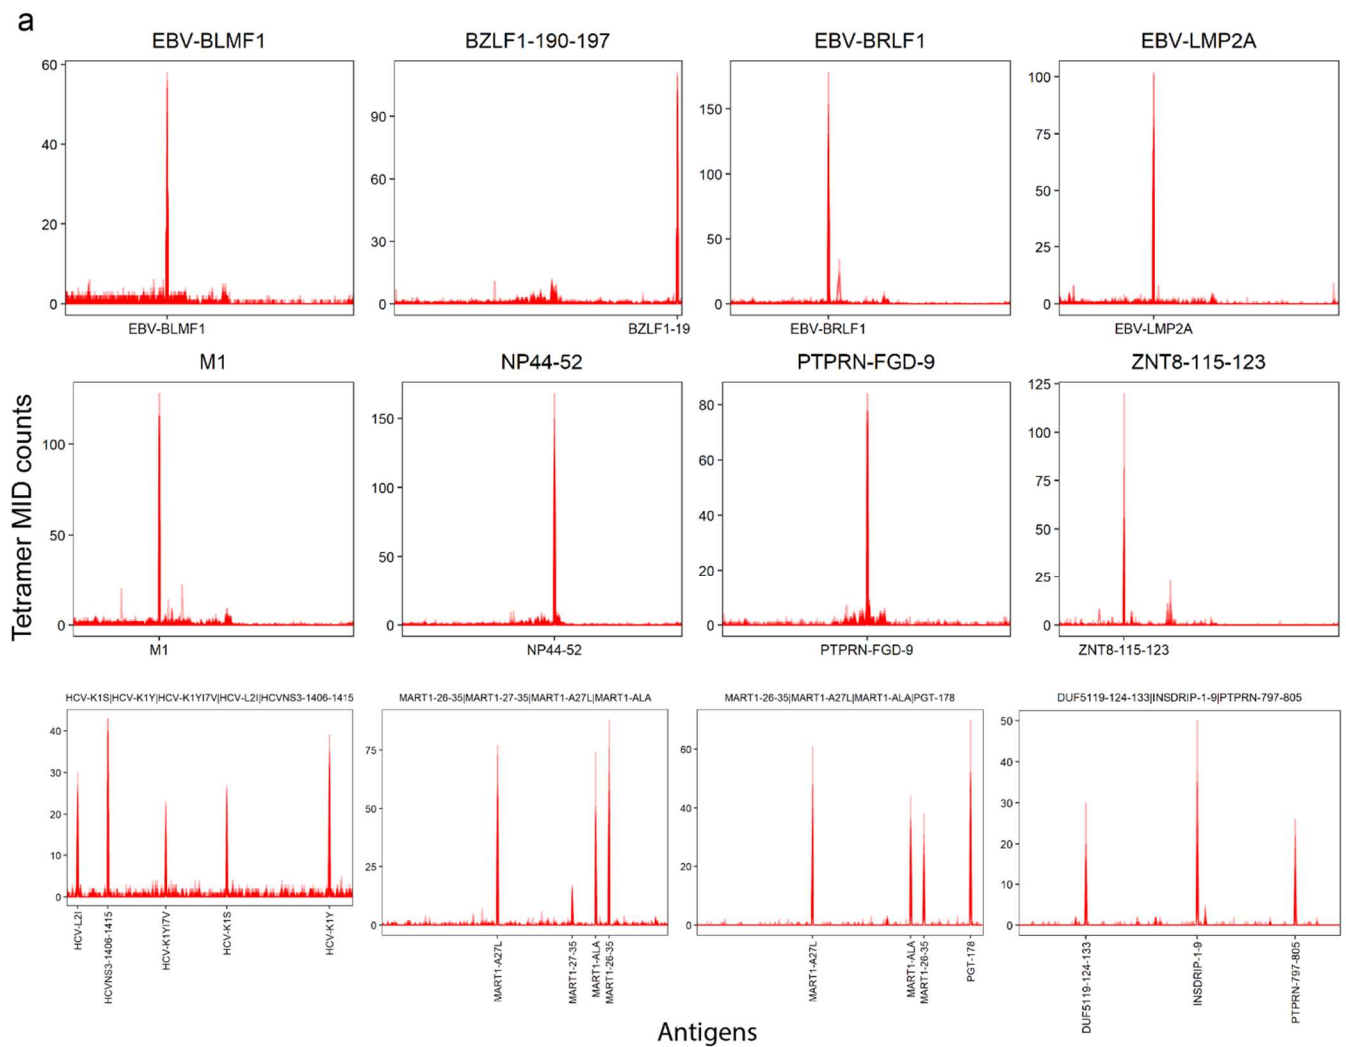 a
EBV-BLMF1 BZLF1-190-197 EBV-BRLF1 EBV-LMP2A
60 40 20 0
90 60 30 0
150 100 50 0
100 75 50 25 0
EBV-BLMF1 BZLF1-19 EBV-BRLF1 EBV-LMP2A
M1 NP44-52 PTPRN-FGD-9 ZNT8-115-123
Tetramer MID counts
100 50 0
150 100 50 0
80 60 40 20 0
125 100 75 50 25 0
M1 NP44-52 PTPRN-FGD-9 ZNT8-115-123
HCV-K1S|HCV-K1Y|HCV-K1YI7V|HCV-L2I|HCVNS3-1406-1415 MART1-26-35|MART1-27-35|MART1-A27L|MART1-ALA MART1-26-35|MART1-A27L|MART1-ALA|PGT-178 DUF5119-124-133|INSDRIP-1-9|PTPRN-797-805
40 30 20 10 0
75 50 25 0
60 40 20 0
50 40 30 20 10 0
HCV-L2I
HCVNS3-1406-1415
HCV-K1YI7V
HCV-K1S
HCV-K1Y
MART1-A27L
MART1-27-35
MART1-ALA
MART1-26-35
MART1-A27L
MART1-ALA
MART1-26-35
PGT-178
DUF5119-124-133
INSDRIP-1-9
PTPRN-797-805
Antigens